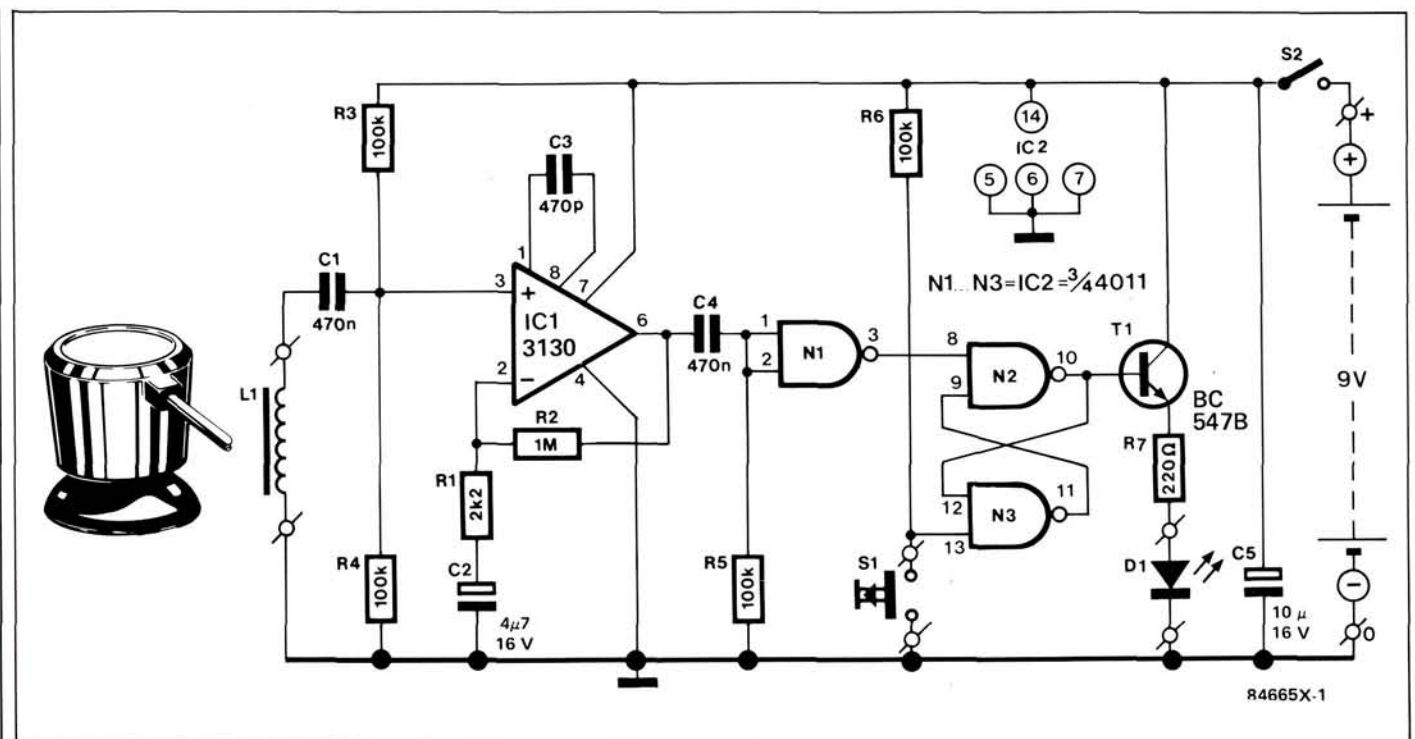 S2
+
+
R3
100k
C3
470p
R6
100k
14
IC 2
5
6
7
1
8
7
C1
470n
3
+
IC1
3130
2
−
4
6
C4
470n
1
2
N1
3
N1...N3=IC2=¾4011
8
9
N2
10
T1
BC
547B
9V
L1
R2
1M
R1
2k2
R7
220Ω
12
13
N3
11
R4
100k
C2
4µ7
16 V
R5
100k
S1
D1
C5
10 µ
16 V
−
0
84665X-1